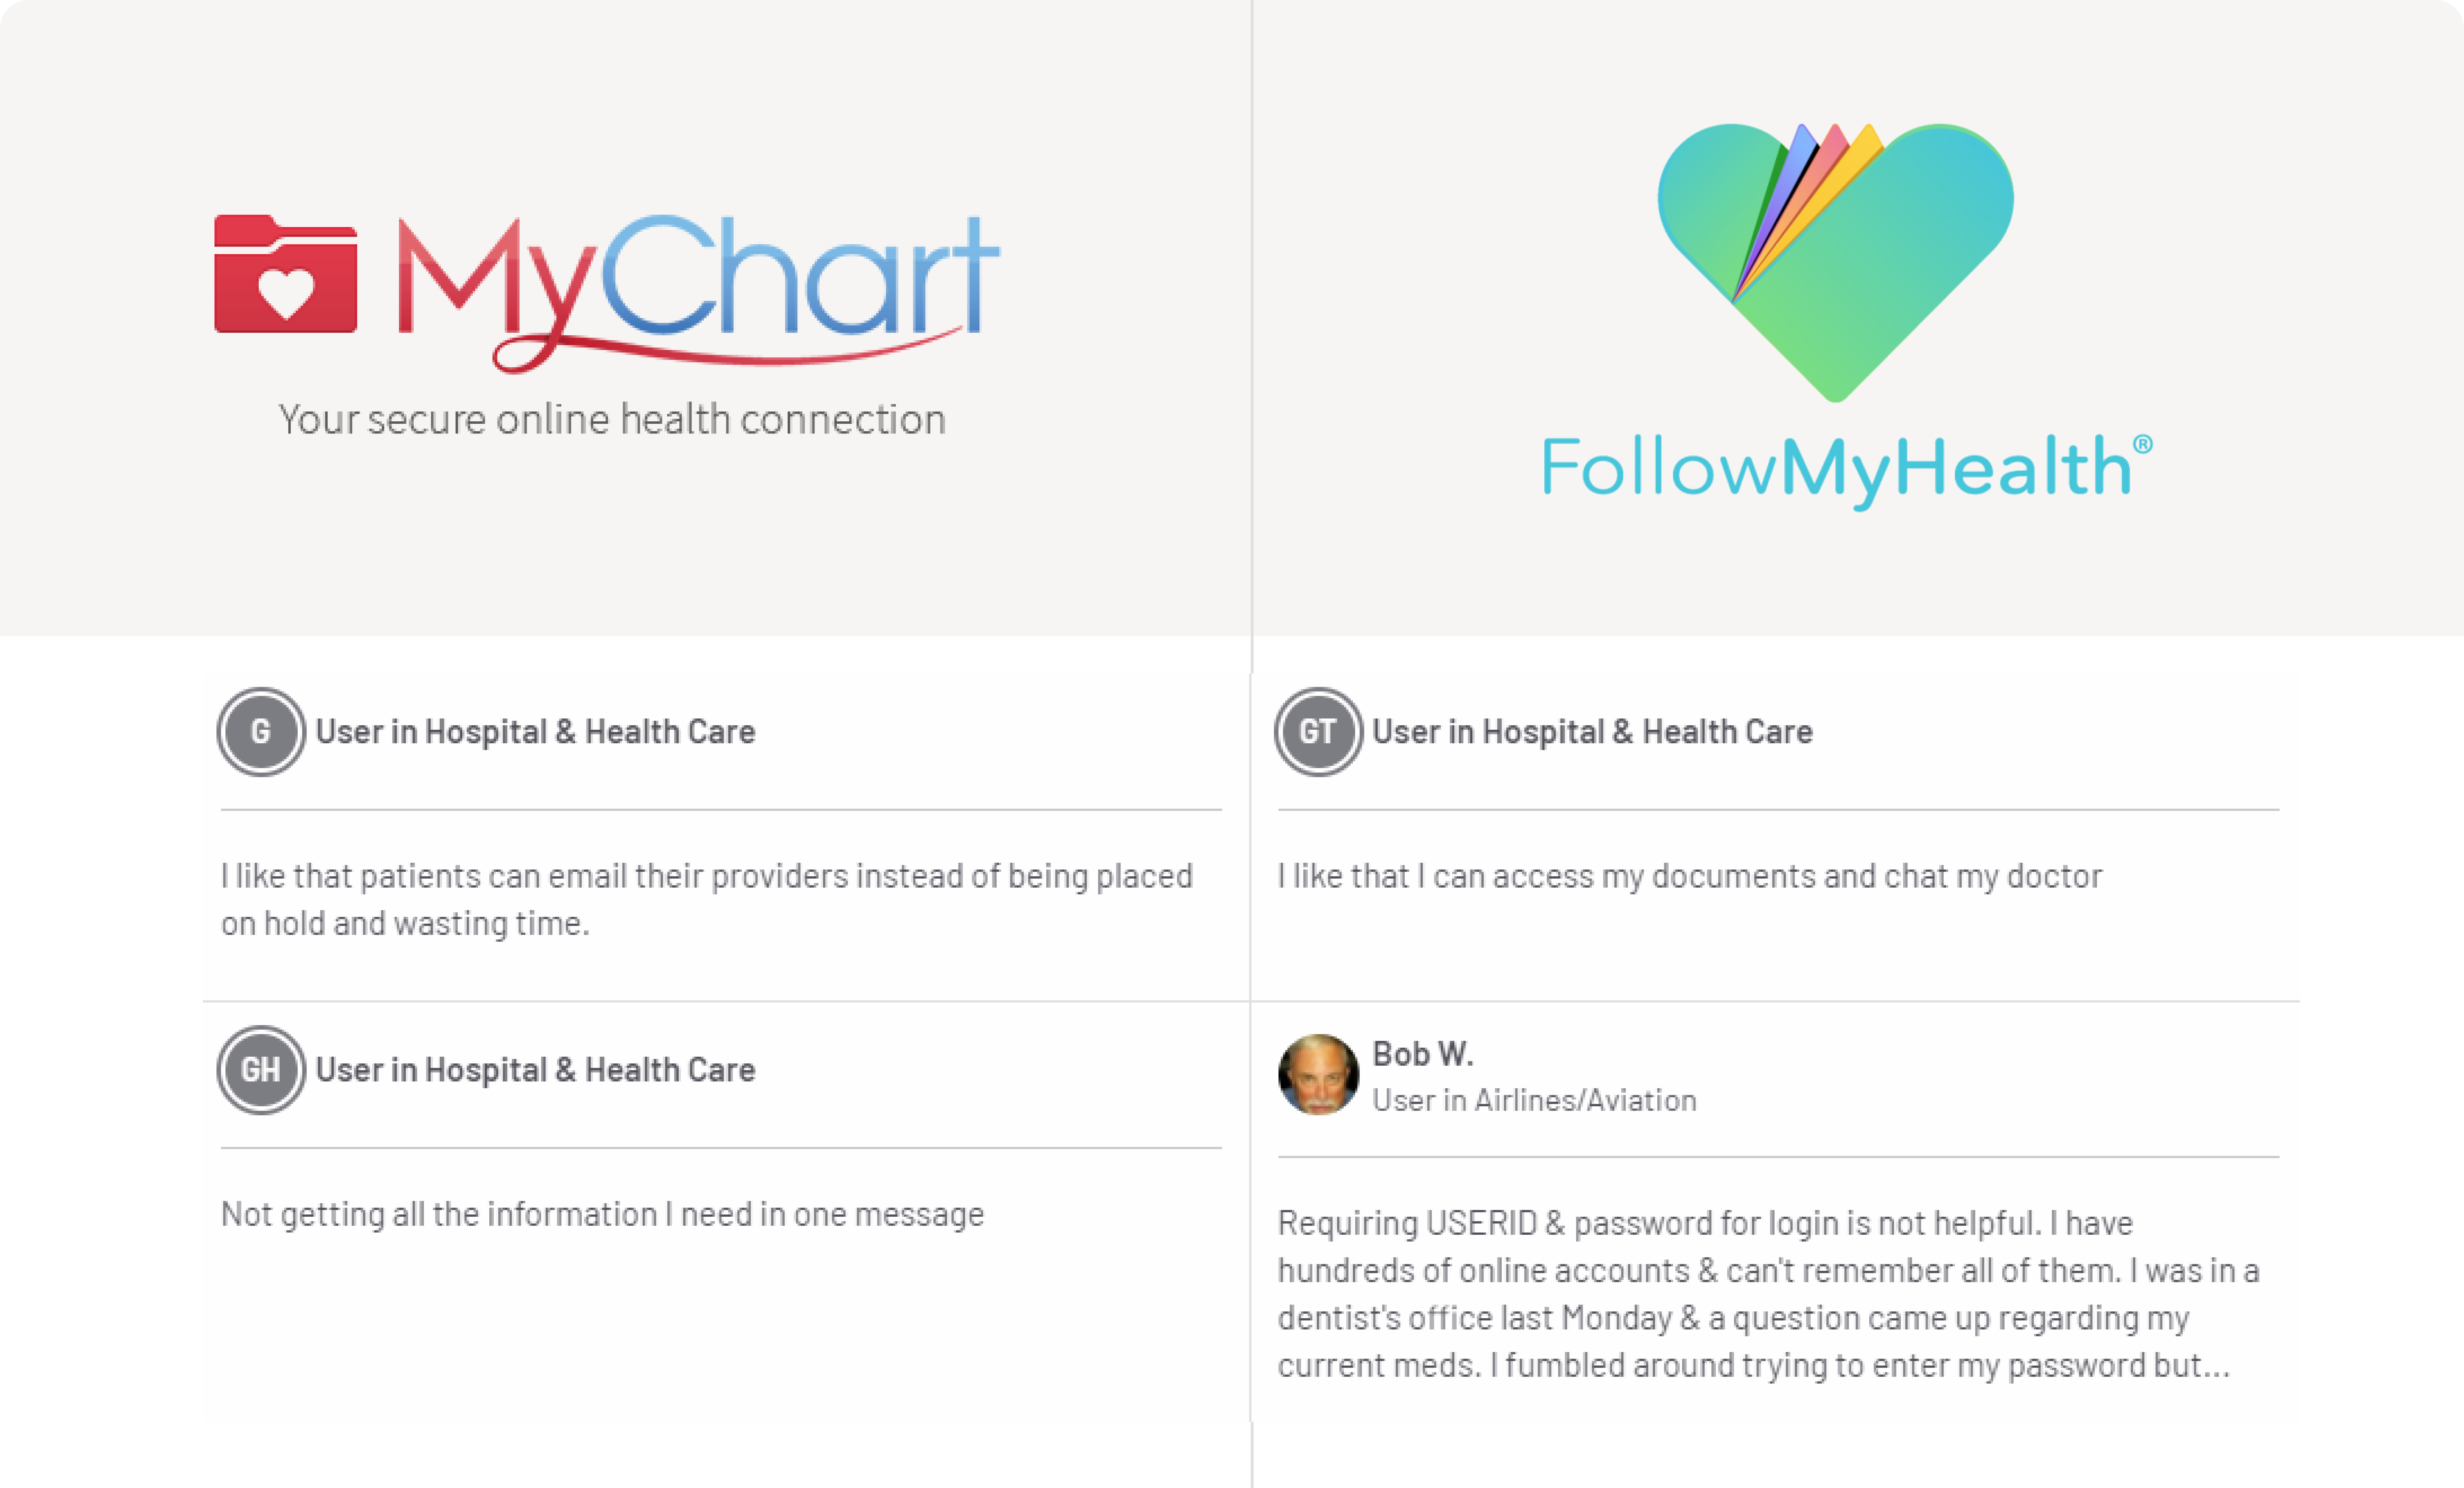 MyChart
Your secure online health connection
FollowMyHealth®
G User in Hospital & Health Care
I like that patients can email their providers instead of being placed
on hold and wasting time.
GT User in Hospital & Health Care
I like that I can access my documents and chat my doctor
GH User in Hospital & Health Care
Not getting all the information I need in one message
Bob W.
User in Airlines/Aviation
Requiring USERID & password for login is not helpful. I have
hundreds of online accounts & can't remember all of them. I was in a
dentist's office last Monday & a question came up regarding my
current meds. I fumbled around trying to enter my password but...